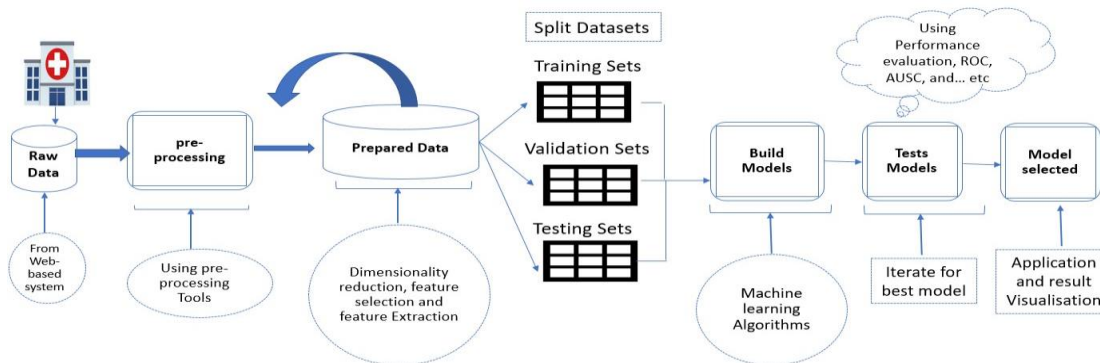 Split Datasets
Using
Performance
evaluation, ROC,
AUSC, and... etc
Training Sets
Raw
Data
pre-
processing
Prepared Data
Validation Sets
Build
Models
Tests
Models
Model
selected
Testing Sets
From
Web-
based
system
Using pre-
processing
Tools
Dimensionality
reduction, feature
selection and
feature Extraction
Machine
learning
Algorithms
Iterate for
best model
Application
and result
Visualisation